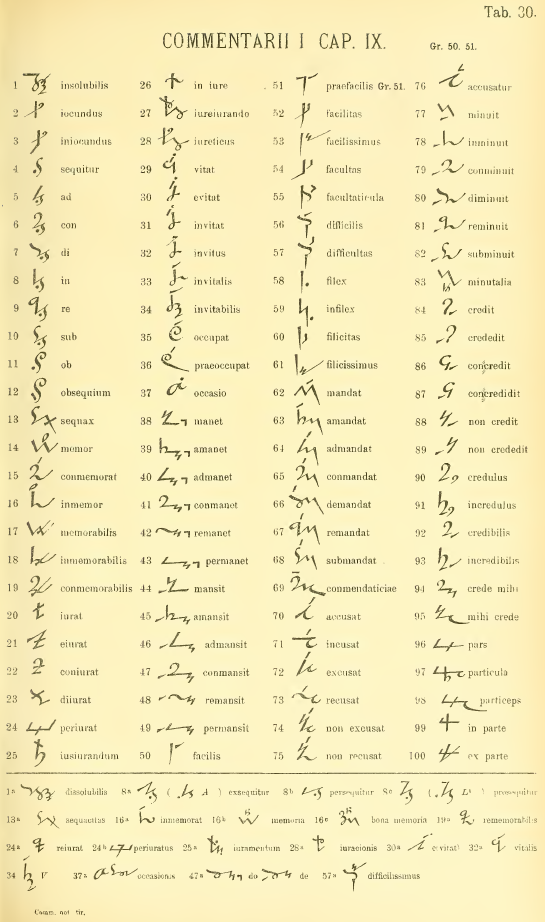 Tab. 30.
COMMENTARII I CAP. IX.
Gr. 50. 51.
1 insolubilis 26 in iure 51 praefacilis Gr. 51. 76 accusatur
2 iocundus 27 iureiurando 52 facilitas 77 minuit
3 iniocundus 28 iureticus 53 facilissimus 78 inminuit
4 sequitur 29 vitat 54 facultas 79 conminuit
5 ad 30 evitat 55 facultaticula 80 diminuit
6 con 31 invitat 56 difficilis 81 reminuit
7 di 32 invitus 57 difficultas 82 subminuit
8 in 33 invitalis 58 filex 83 minutalia
9 re 34 invitabilis 59 infilex 84 credit
10 sub 35 occupat 60 filicitas 85 crededit
11 ob 36 praeoccupat 61 filicissimus 86 concredit
12 obsequium 37 occasio 62 mandat 87 concredidit
13 sequax 38 manet 63 amandat 88 non credit
14 memor 39 amanet 64 admandat 89 non crededit
15 conmemorat 40 admanet 65 conmandat 90 credulus
16 inmemor 41 conmanet 66 demandat 91 incredulus
17 memorabilis 42 remanet 67 remandat 92 credibilis
18 inmemorabilis 43 permanet 68 submandat 93 incredibilis
19 conmemorabilis 44 mansit 69 conmendaticiae 94 crede mihi
20 iurat 45 amansit 70 accusat 95 mihi crede
21 eiurat 46 admansit 71 incusat 96 pars
22 coniurat 47 conmansit 72 excusat 97 particula
23 diiurat 48 remansit 73 recusat 98 particeps
24 periurat 49 permansit 74 non excusat 99 in parte
25 iusiurandum 50 facilis 75 non recusat 100 ex parte
1a dissolubilis 8a ( A ) exsequitur 8b persequitur 8c ( ) prosequitur
13a sequacitas 16a inmemorat 16b memoria 16c bona memoria 19a rememorabilis
24a reiurat 24b periuratus 25a iuramentum 28a iuracionis 30a 32a vitalis
34 37a occasionis 47a do de 57a difficilissimus
Comm. not. tir.